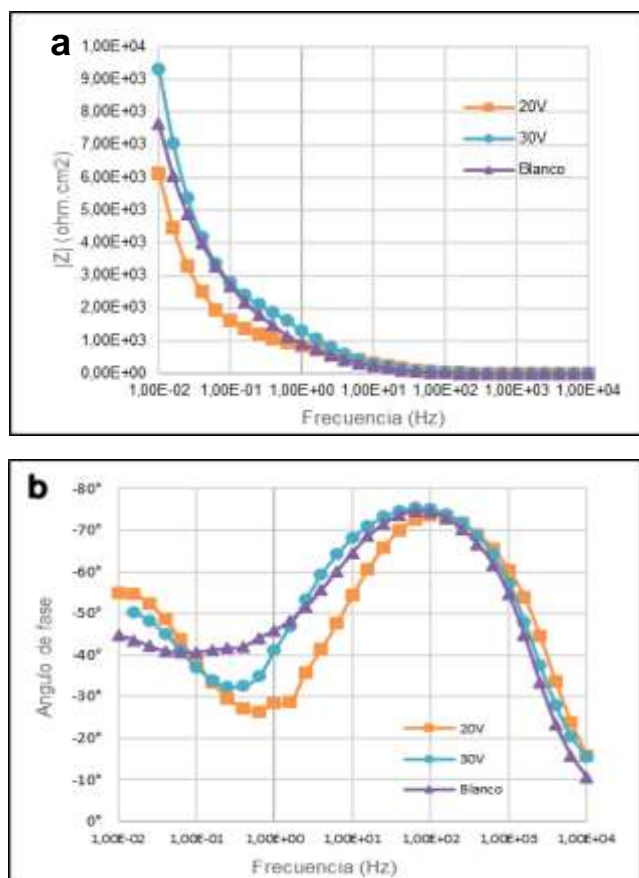 a
1,00E+04
9,00E+03
8,00E+03
7,00E+03
6,00E+03
5,00E+03
4,00E+03
3,00E+03
2,00E+03
1,00E+03
0,00E+00
|Z| (ohm.cm2)
20V
30V
Blanco
1,00E-02 1,00E-01 1,00E+00 1,00E+01 1,00E+02 1,00E+03 1,00E+04
Frecuencia (Hz)
b
-80°
-70°
-60°
-50°
-40°
-30°
-20°
-10°
0°
Angulo de fase
20V
30V
Blanco
1,00E-02 1,00E-01 1,00E+00 1,00E+01 1,00E+02 1,00E+03 1,00E+04
Frecuencia (Hz)